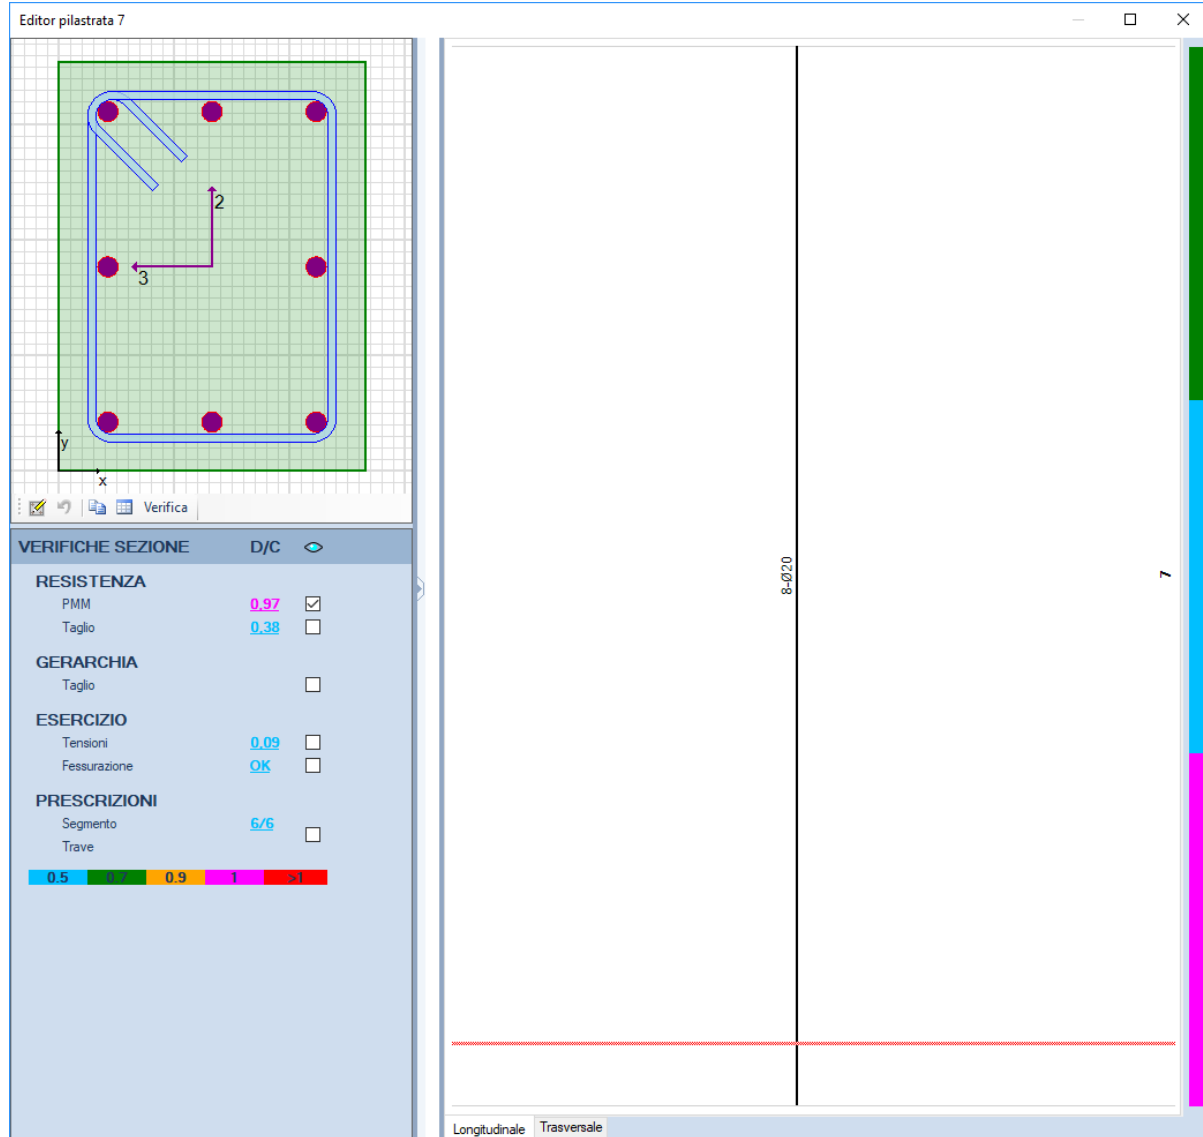 Editor pilastrata 7
2
3
y
x
Verifica
VERIFICHE SEZIONE D/C
RESISTENZA
PMM 0,97
Taglio 0,38
GERARCHIA
Taglio
ESERCIZIO
Tensioni 0,09
Fessurazione OK
PRESCRIZIONI
Segmento 6/6
Trave
0.5 0.7 0.9 1 >1
8-Ø20
7
Longitudinale Trasversale